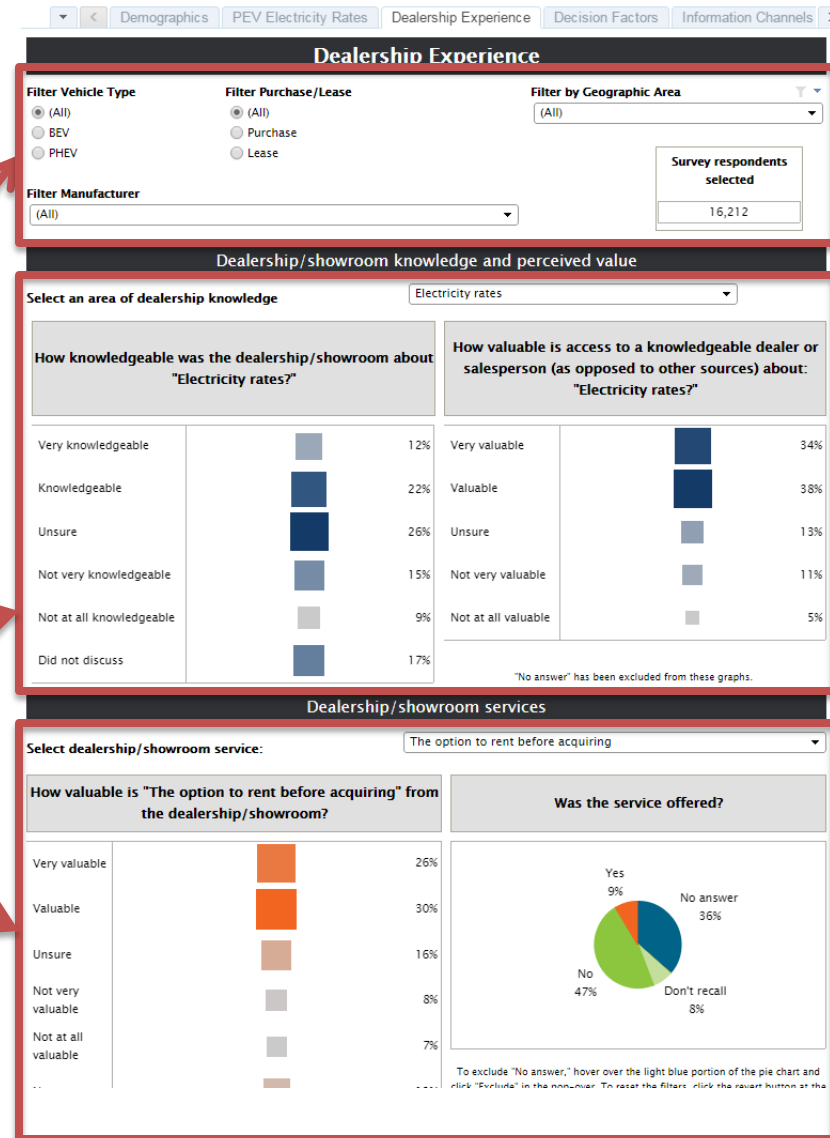 Demographics PEV Electricity Rates Dealership Experience Decision Factors Information Channels
Dealership Experience
Filter Vehicle Type Filter Purchase/Lease Filter by Geographic Area
(All) (All) (All)
BEV Purchase
PHEV Lease
Survey respondents
selected
Filter Manufacturer
(All) 16,212
Dealership/showroom knowledge and perceived value
Select an area of dealership knowledge Electricity rates
How knowledgeable was the dealership/showroom about
"Electricity rates?"
How valuable is access to a knowledgeable dealer or
salesperson (as opposed to other sources) about:
"Electricity rates?"
Very knowledgeable 12% Very valuable 34%
Knowledgeable 22% Valuable 38%
Unsure 26% Unsure 13%
Not very knowledgeable 15% Not very valuable 11%
Not at all knowledgeable 9% Not at all valuable 5%
Did not discuss 17%
"No answer" has been excluded from these graphs.
Dealership/showroom services
Select dealership/showroom service: The option to rent before acquiring
How valuable is "The option to rent before acquiring" from
the dealership/showroom?
Was the service offered?
Very valuable 26%
Valuable 30%
Unsure 16%
Not very
valuable 8%
Not at all
valuable 7%
Yes
9%
No answer
36%
No
47%
Don't recall
8%
To exclude "No answer," hover over the light blue portion of the pie chart and
click "Exclude" in the pop-over. To reset the filters, click the revert button at the